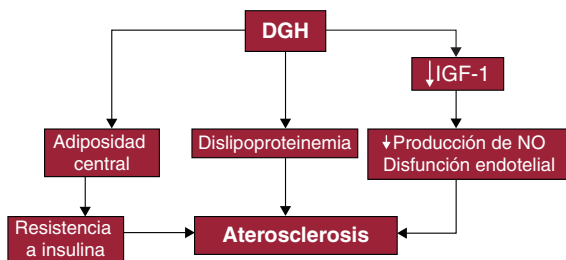 DGH
↓IGF-1
Adiposidad
central
Dislipoproteinemia
↓Producción de NO
Disfunción endotelial
Resistencia
a insulina
Aterosclerosis